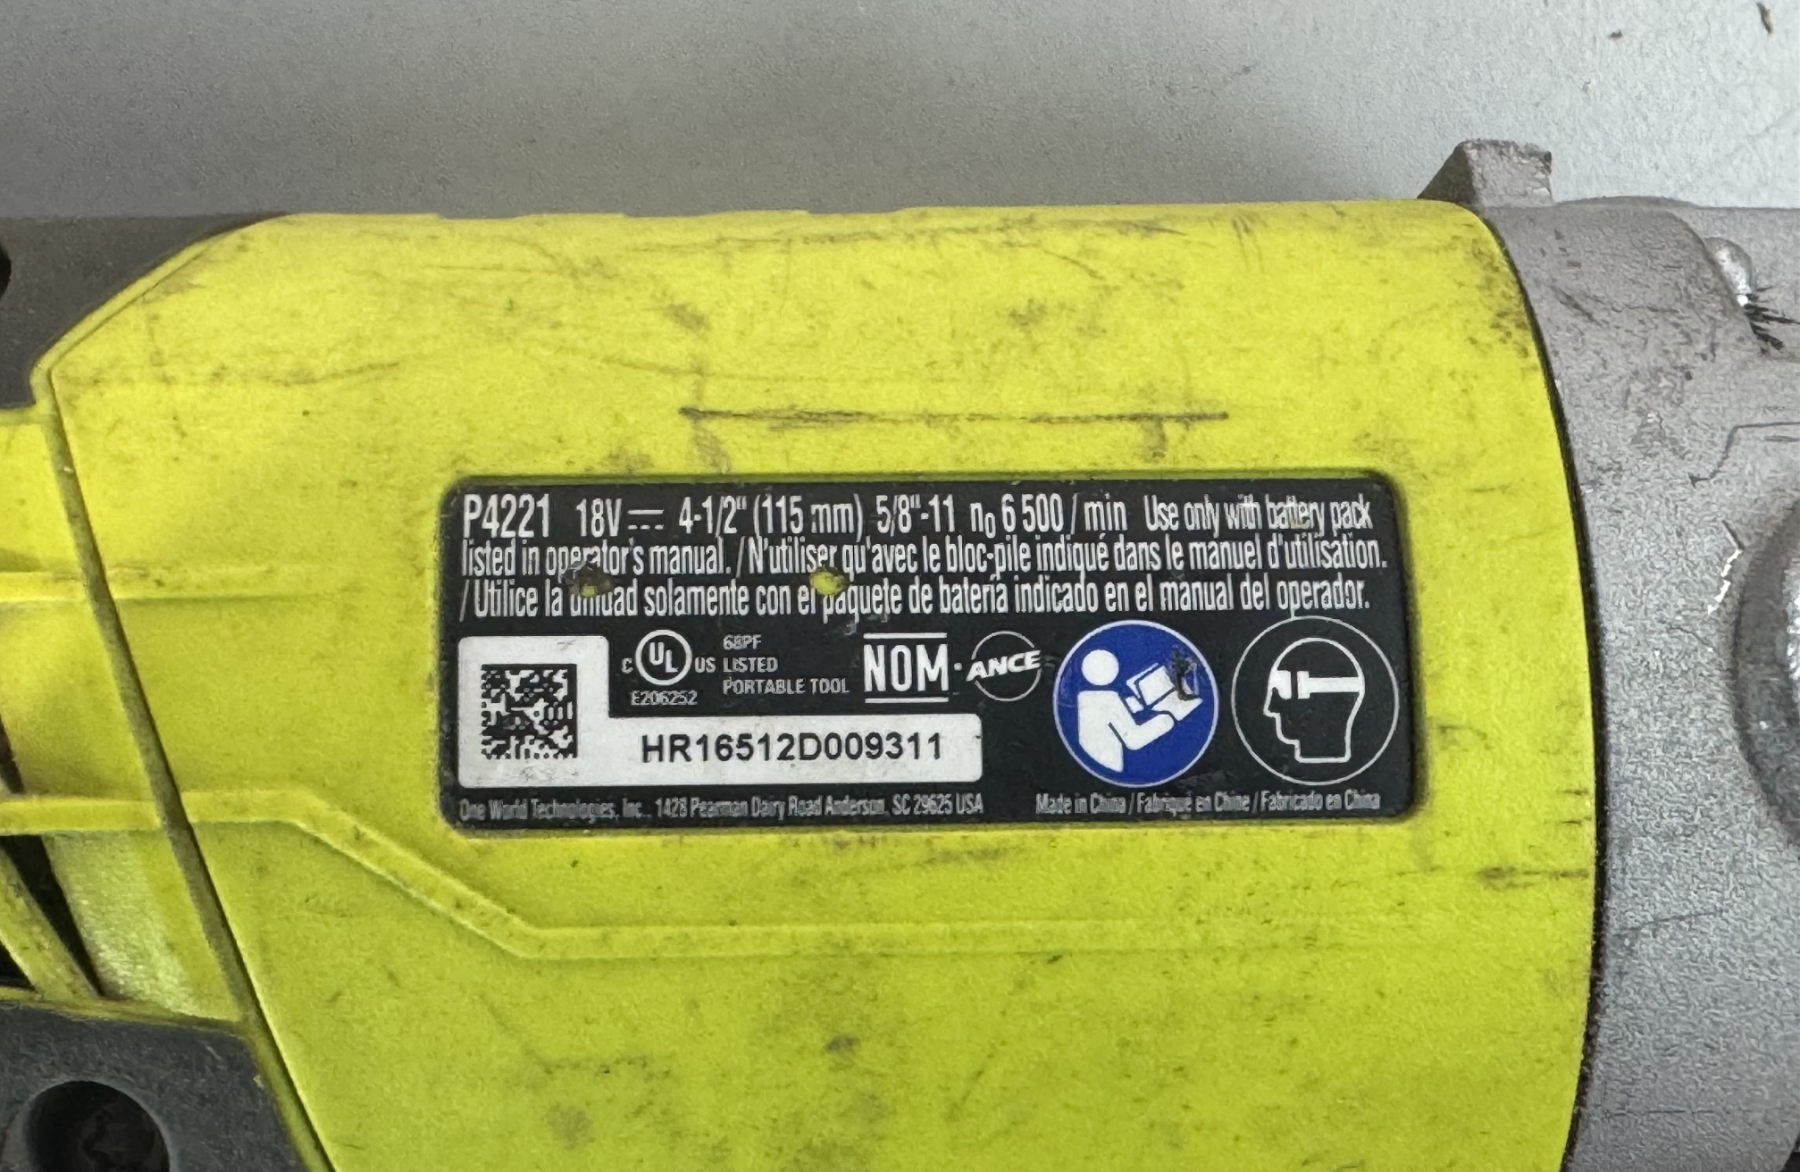 P4221 18V 4-1/2" (115 mm) 5/8"-11 n₀ 6 500 / min Use only with battery pack
listed in operator's manual. / N'utiliser qu'avec le bloc-pile indiqué dans le manuel d'utilisation.
/ Utilice la unidad solamente con el paquete de batería indicado en el manual del operador.
C UL US
E206252
68PF
LISTED
PORTABLE TOOL
NOM·ANCE
HR16512D009311
One World Technologies, Inc., 1428 Pearman Dairy Road Anderson, SC 29625 USA
Made in China / Fabriqué en Chine / Fabricado en China